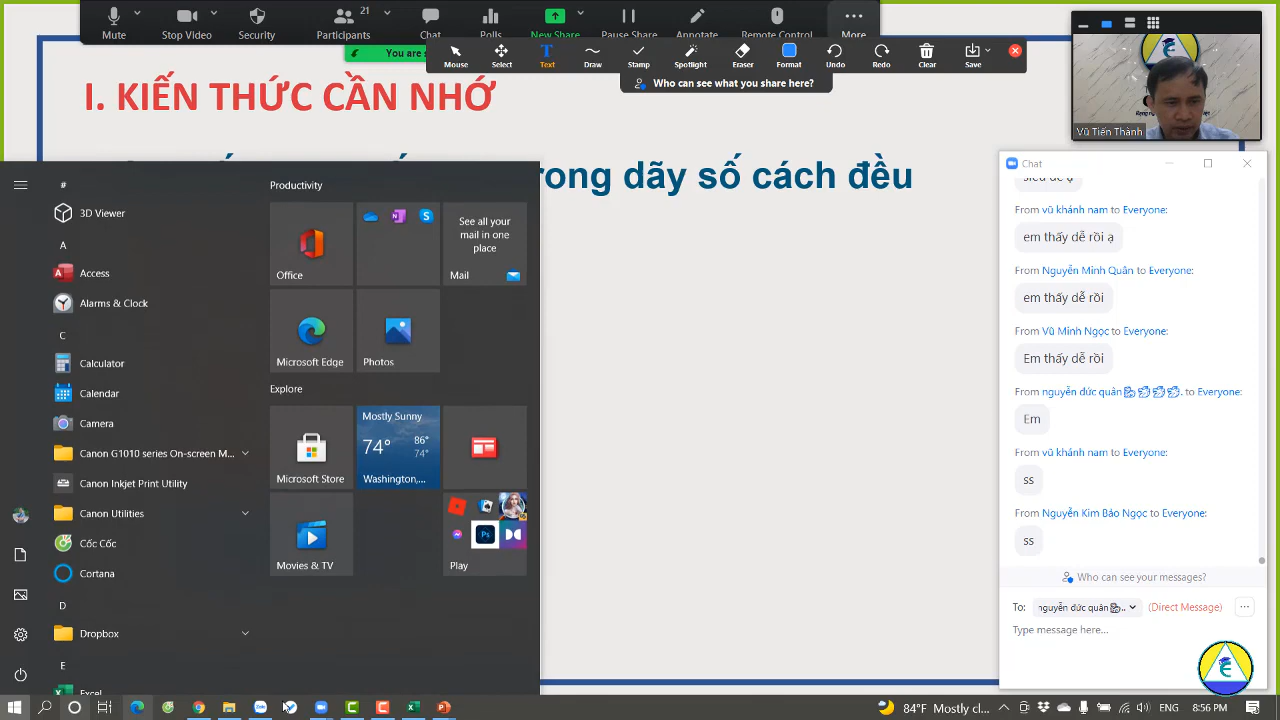 Mute
Stop Video
Security
Participants
21
Chat
Polls
New Share
Pause Share
Annotate
Remote Control
More
You are s
Mouse
Select
Text
Draw
Stamp
Spotlight
Eraser
Format
Undo
Redo
Clear
Save
Who can see what you share here?
Vũ Tiến Thành
I. KIẾN THỨC CẦN NHỚ
rong dãy số cách đều
#
3D Viewer
A
Access
Alarms & Clock
C
Calculator
Calendar
Camera
Canon G1010 series On-screen M...
Canon Inkjet Print Utility
Canon Utilities
Cốc Cốc
Cortana
D
Dropbox
E
Excel
Productivity
Office
See all your
mail in one
place
Mail
Microsoft Edge
Photos
Explore
Microsoft Store
Mostly Sunny
74°
86°
74°
Washington,...
Movies & TV
Ps
Play
Chat
From vũ khánh nam to Everyone:
em thấy dễ rồi ạ
From Nguyễn Minh Quân to Everyone:
em thấy dễ rồi
From Vũ Minh Ngọc to Everyone:
Em thấy dễ rồi
From nguyễn đức quân to Everyone:
Em
From vũ khánh nam to Everyone:
ss
From Nguyễn Kim Bảo Ngọc to Everyone:
ss
Who can see your messages?
To: nguyễn đức quân.. (Direct Message)
Type message here...
84°F Mostly cl...
ENG
8:56 PM